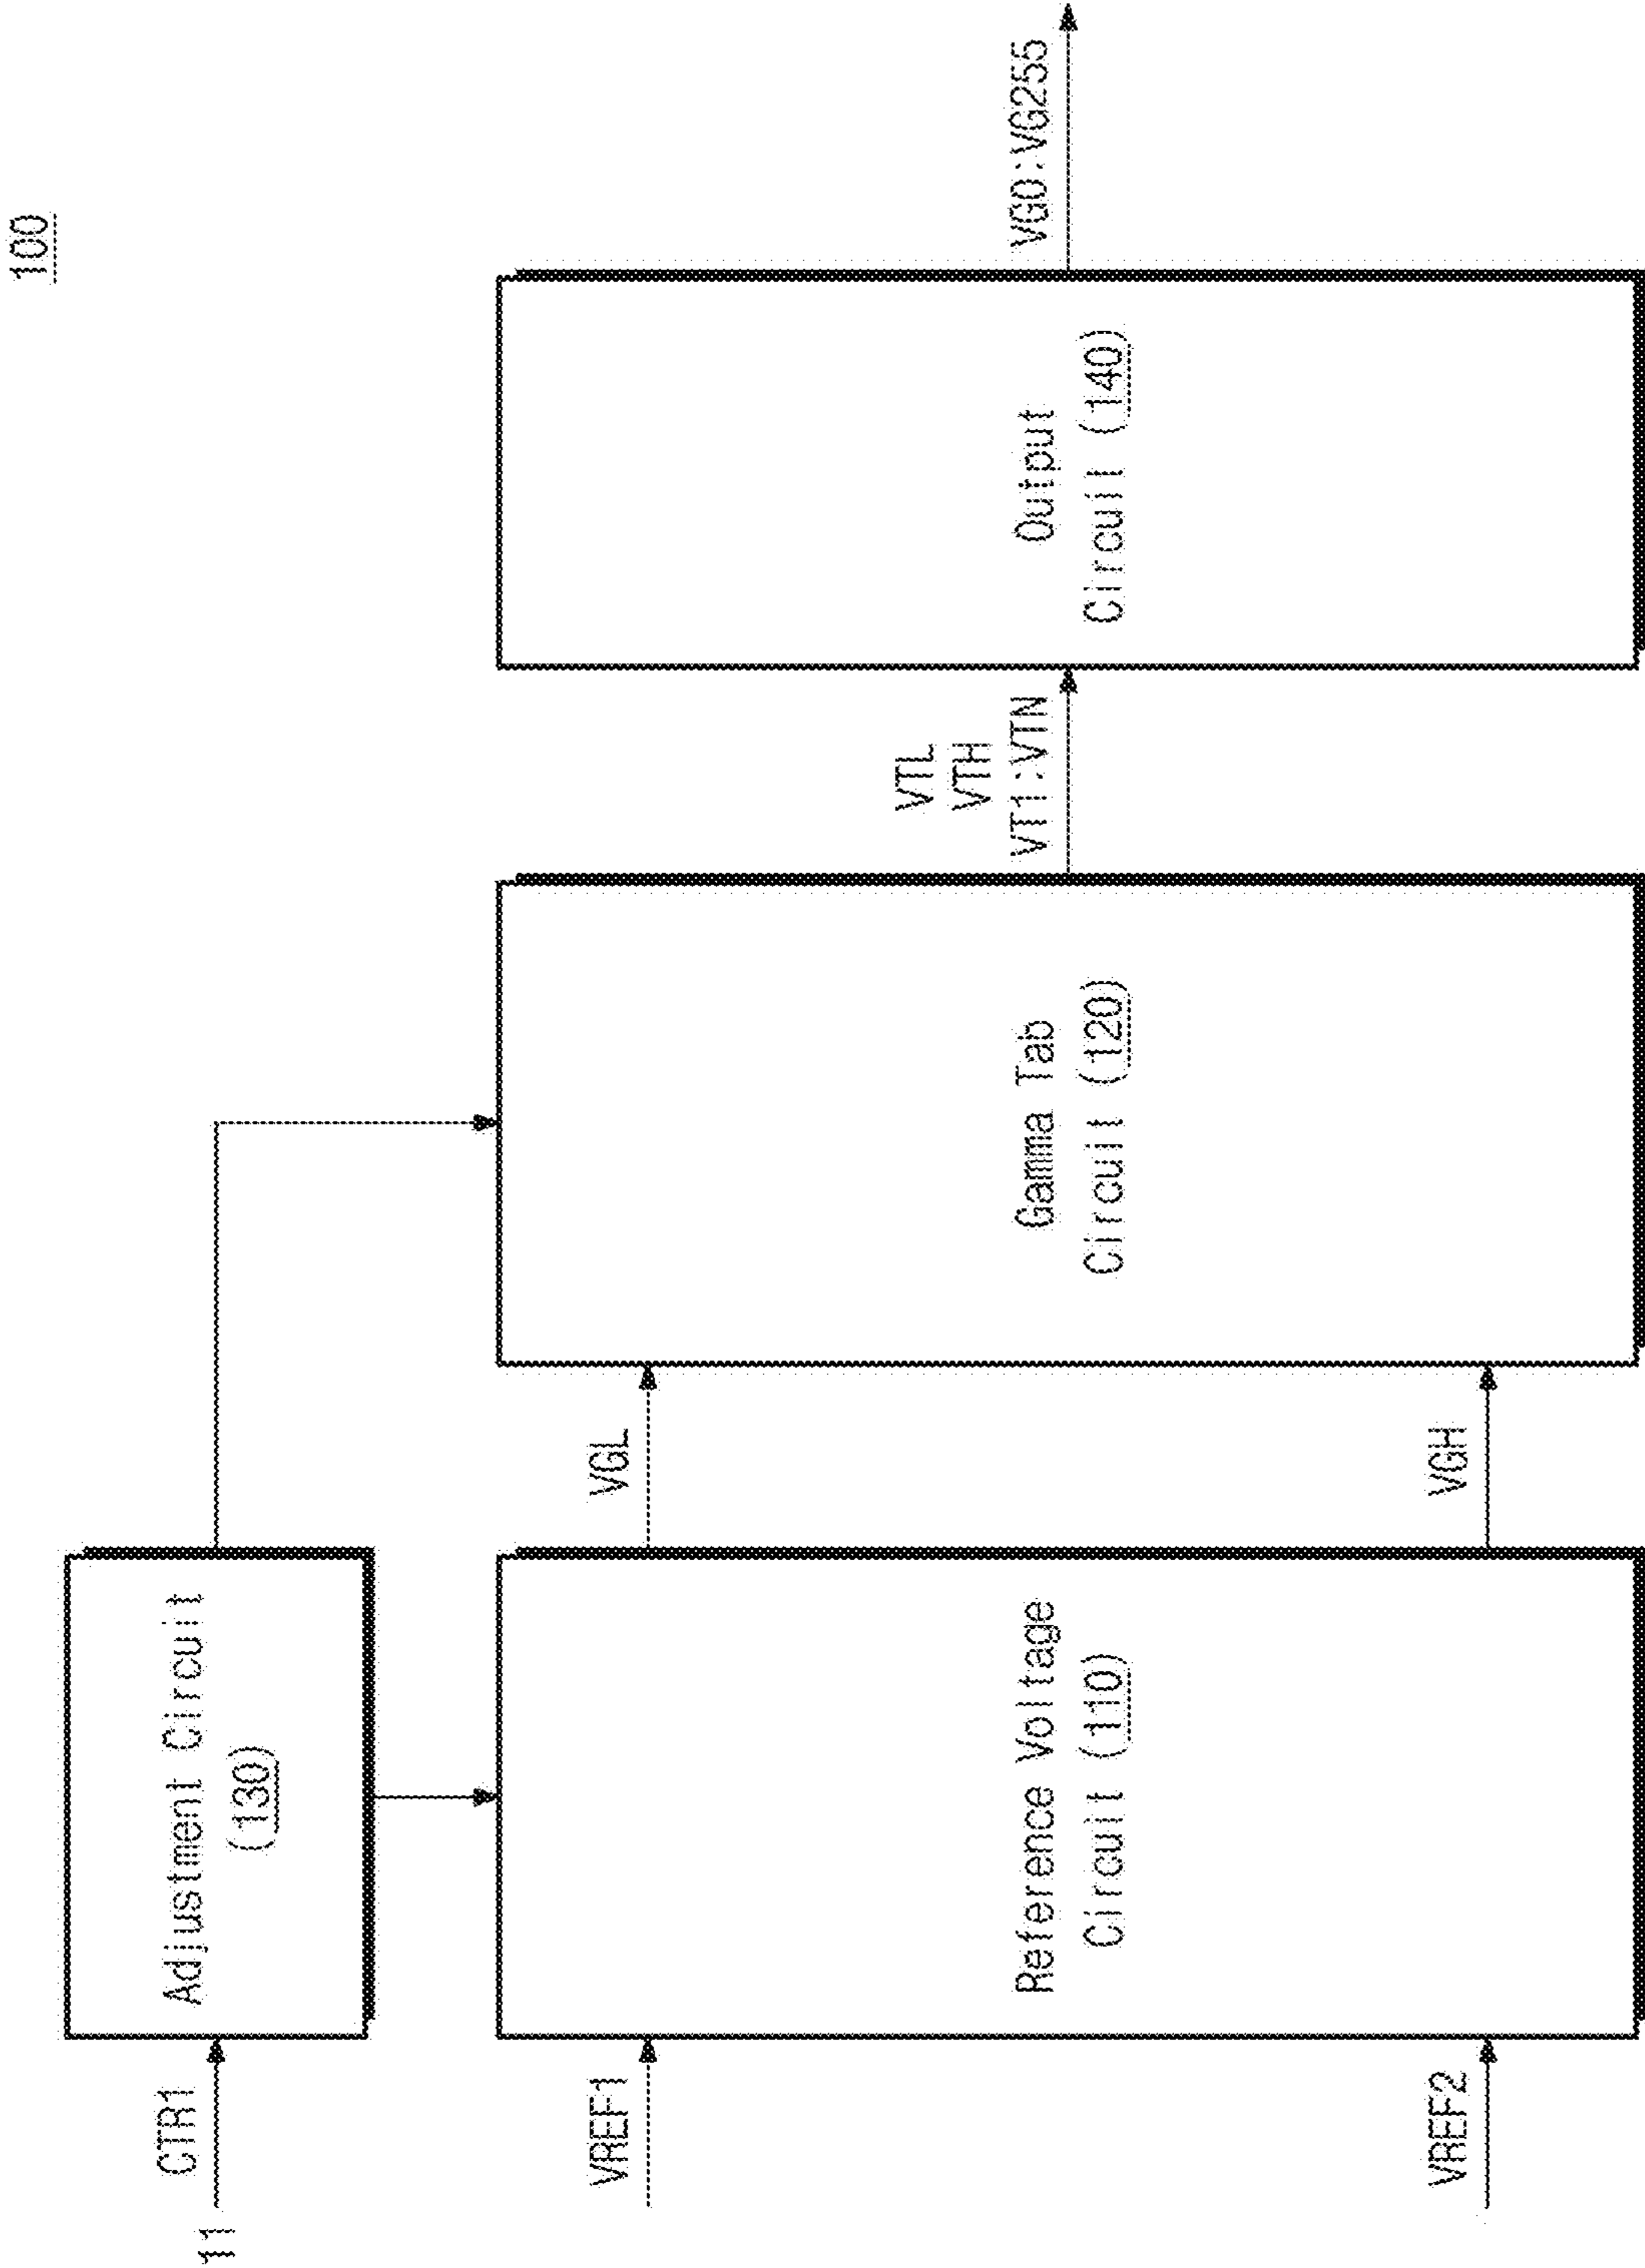 100
11
CTR1
Adjustment Circuit
(130)
VREF1
VREF2
Reference Voltage
Circuit (110)
VGL
VGH
Gamma Tab
Circuit (120)
VTL
VTH
VT1:VTN
Output
Circuit (140)
VG0:VG255